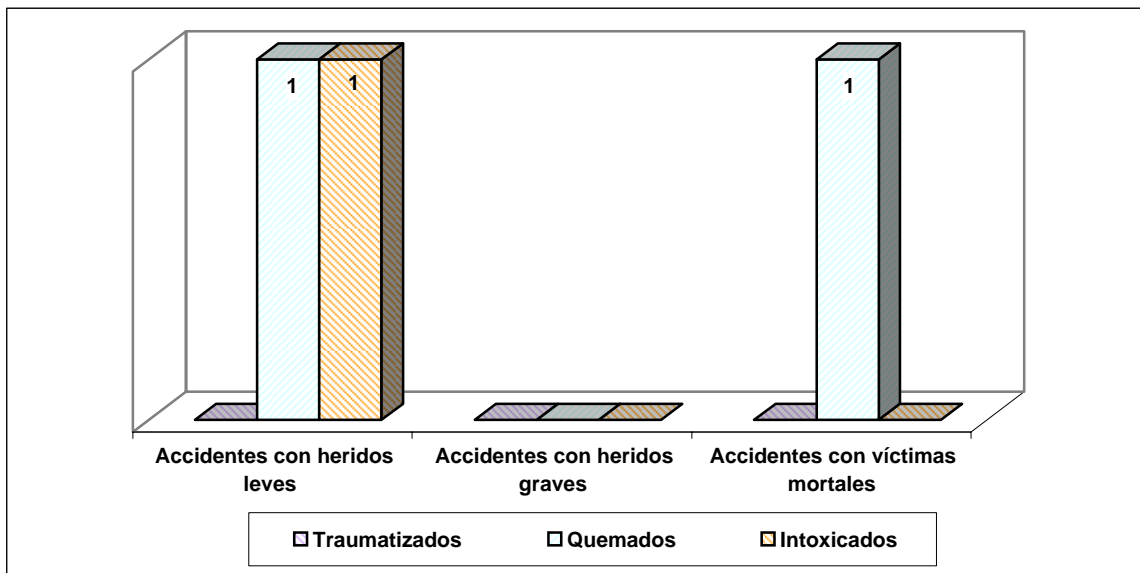 1 1 1
Accidentes con heridos leves
Accidentes con heridos graves
Accidentes con víctimas mortales
Traumatizados Quemados Intoxicados